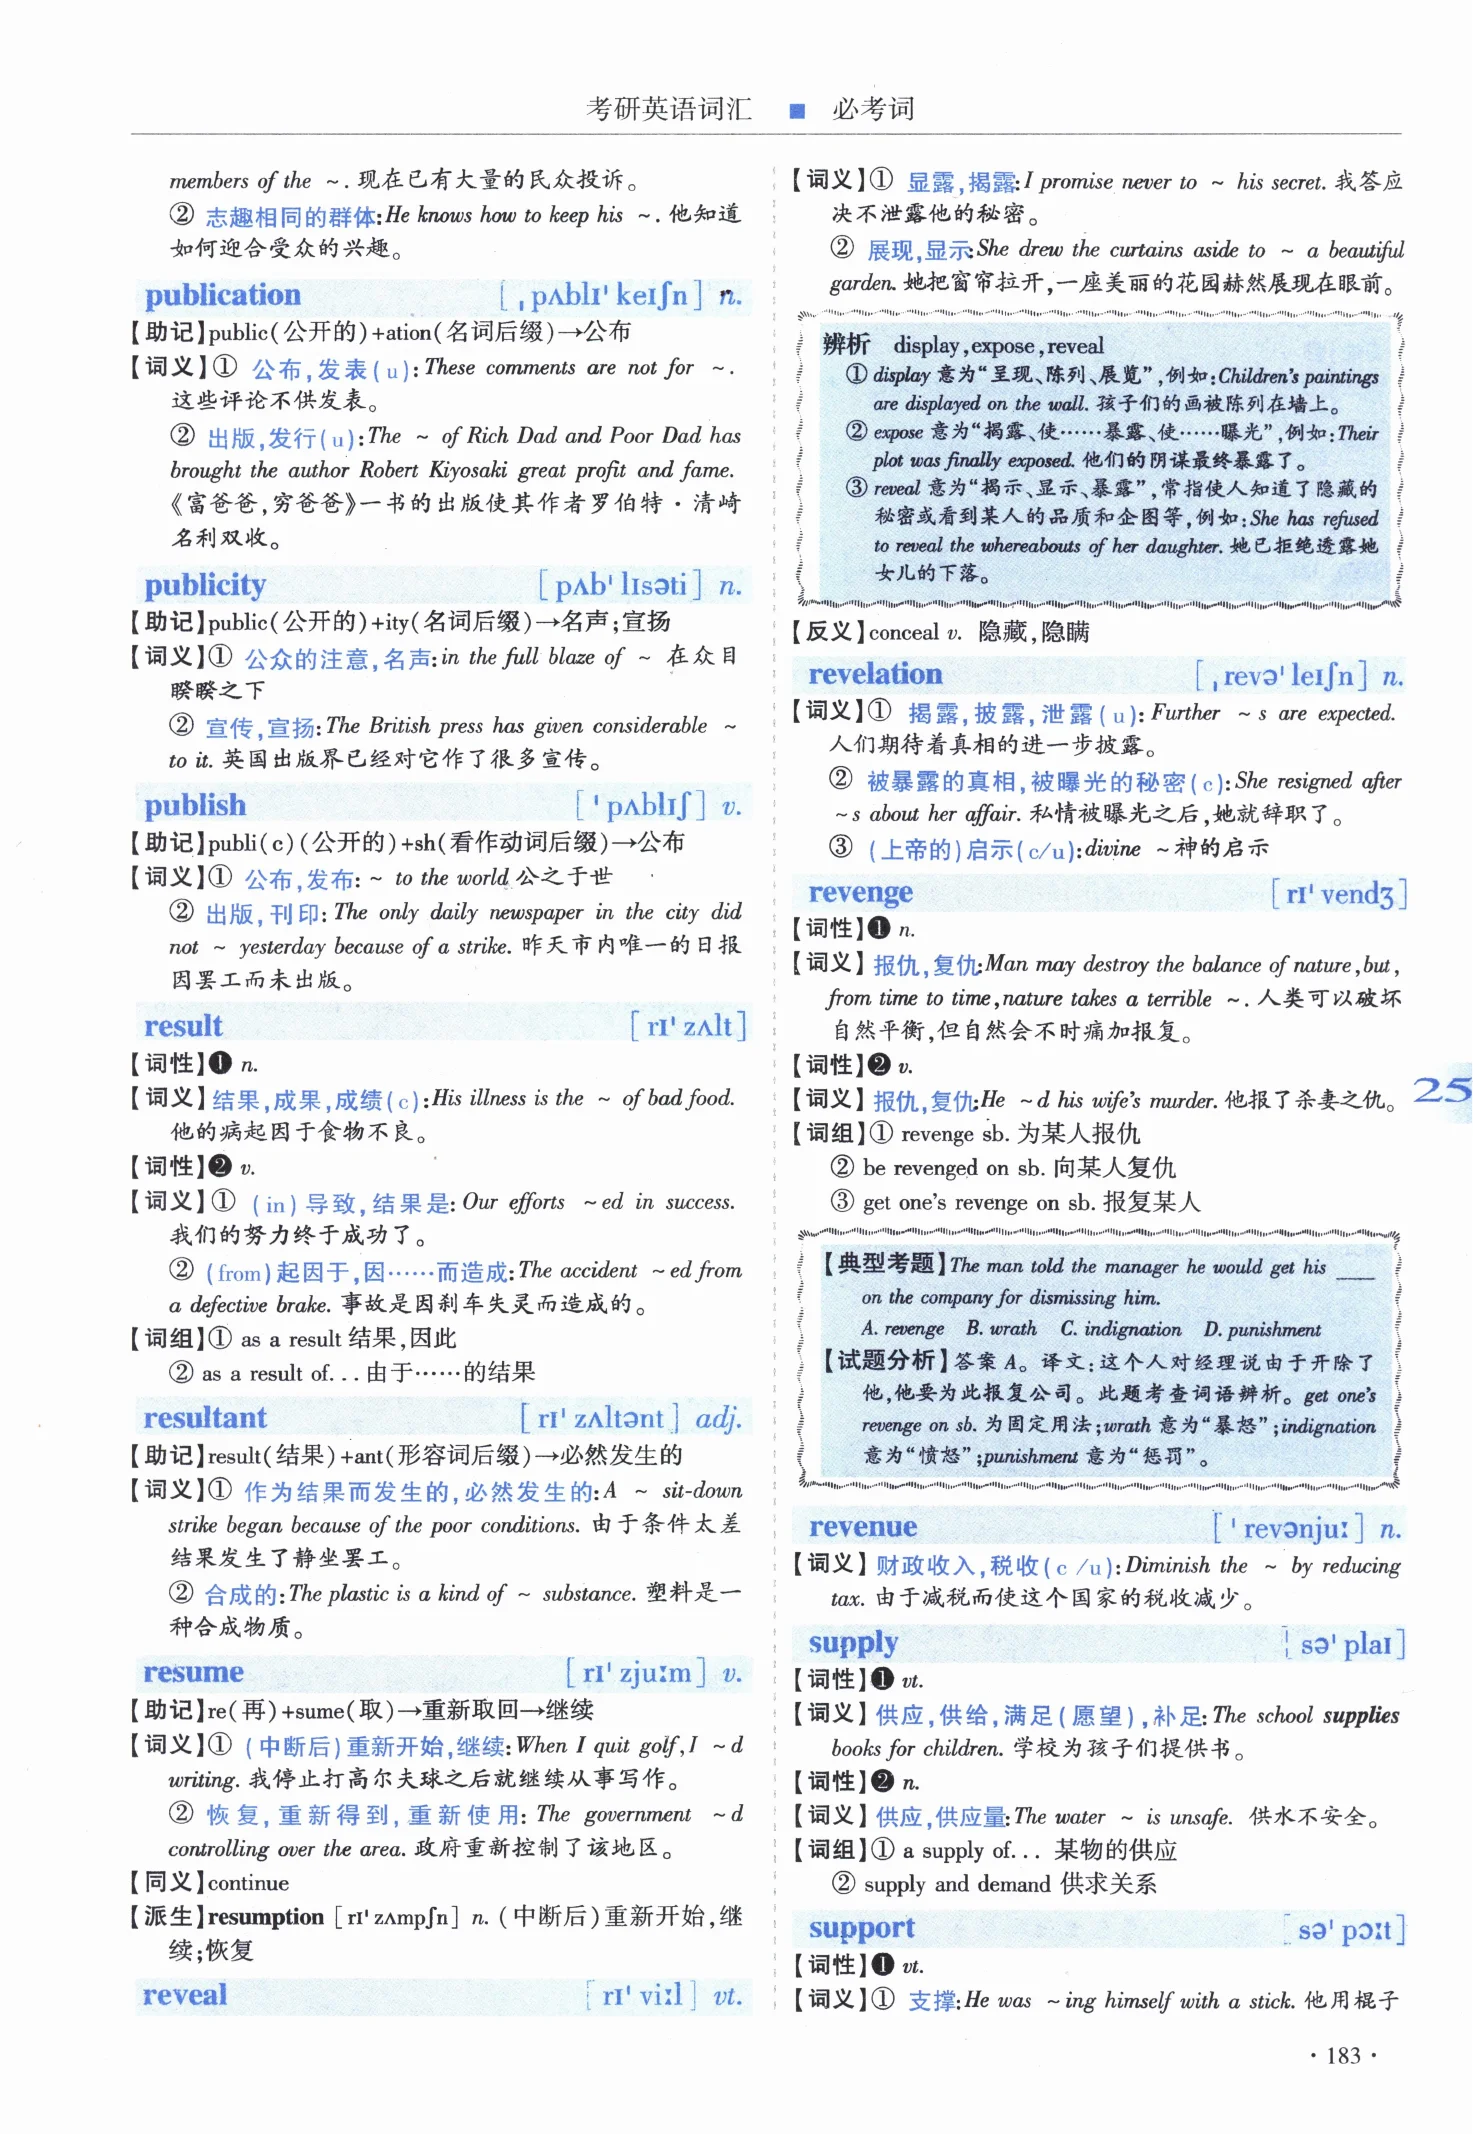 考研英语词汇 ■ 必考词
members of the ~. 现在已有大量的民众投诉。
② 志趣相同的群体:He knows how to keep his ~. 他知道
如何迎合受众的兴趣。
publication [ˌpʌblɪˈkeɪʃn] n.
【助记】public(公开的)+ation(名词后缀)→公布
【词义】① 公布,发表(u): These comments are not for ~.
这些评论不供发表。
② 出版,发行(u):The ~ of Rich Dad and Poor Dad has
brought the author Robert Kiyosaki great profit and fame.
《富爸爸,穷爸爸》一书的出版使其作者罗伯特·清崎
名利双收。
publicity [pʌbˈlɪsəti] n.
【助记】public(公开的)+ity(名词后缀)→名声;宣扬
【词义】① 公众的注意,名声:in the full blaze of ~ 在众目
睽睽之下
② 宣传,宣扬:The British press has given considerable ~
to it. 英国出版界已经对它作了很多宣传。
publish [ˈpʌblɪʃ] v.
【助记】publi(c)(公开的)+sh(看作动词后缀)→公布
【词义】① 公布,发布: ~ to the world 公之于世
② 出版,刊印: The only daily newspaper in the city did
not ~ yesterday because of a strike. 昨天市内唯一的日报
因罢工而未出版。
result [rɪˈzʌlt]
【词性】❶ n.
【词义】结果,成果,成绩(c):His illness is the ~ of bad food.
他的病起因于食物不良。
【词性】❷ v.
【词义】① (in)导致,结果是: Our efforts ~ed in success.
我们的努力终于成功了。
② (from)起因于,因……而造成:The accident ~ed from
a defective brake. 事故是因刹车失灵而造成的。
【词组】① as a result 结果,因此
② as a result of... 由于……的结果
resultant [rɪˈzʌltənt] adj.
【助记】result(结果)+ant(形容词后缀)→必然发生的
【词义】① 作为结果而发生的,必然发生的:A ~ sit-down
strike began because of the poor conditions. 由于条件太差
结果发生了静坐罢工。
② 合成的:The plastic is a kind of ~ substance. 塑料是一
种合成物质。
resume [rɪˈzjuːm] v.
【助记】re(再)+sume(取)→重新取回→继续
【词义】① (中断后)重新开始,继续:When I quit golf,I ~d
writing. 我停止打高尔夫球之后就继续从事写作。
② 恢复,重新得到,重新使用: The government ~d
controlling over the area. 政府重新控制了该地区。
【同义】continue
【派生】resumption [rɪˈzʌmpʃn] n. (中断后)重新开始,继
续;恢复
reveal [rɪˈviːl] vt.
【词义】① 显露,揭露:I promise never to ~ his secret. 我答应
决不泄露他的秘密。
② 展现,显示:She drew the curtains aside to ~ a beautiful
garden. 她把窗帘拉开,一座美丽的花园赫然展现在眼前。
辨析 display,expose,reveal
① display 意为“呈现、陈列、展览”,例如:Children's paintings
are displayed on the wall. 孩子们的画被陈列在墙上。
② expose 意为“揭露、使……暴露、使……曝光”,例如:Their
plot was finally exposed. 他们的阴谋最终暴露了。
③ reveal 意为“揭示、显示、暴露”,常指使人知道了隐藏的
秘密或看到某人的品质和企图等,例如:She has refused
to reveal the whereabouts of her daughter. 她已拒绝透露她
女儿的下落。
【反义】conceal v. 隐藏,隐瞒
revelation [ˌrevəˈleɪʃn] n.
【词义】① 揭露,披露,泄露(u): Further ~s are expected.
人们期待着真相的进一步披露。
② 被暴露的真相,被曝光的秘密(c):She resigned after
~s about her affair. 私情被曝光之后,她就辞职了。
③ (上帝的)启示(c/u):divine ~神的启示
revenge [rɪˈvendʒ]
【词性】❶ n.
【词义】报仇,复仇:Man may destroy the balance of nature,but,
from time to time,nature takes a terrible ~. 人类可以破坏
自然平衡,但自然会不时痛加报复。
【词性】❷ v.
【词义】报仇,复仇:He ~d his wife's murder. 他报了杀妻之仇。
【词组】① revenge sb. 为某人报仇
② be revenged on sb. 向某人复仇
③ get one's revenge on sb. 报复某人
【典型考题】The man told the manager he would get his ___
on the company for dismissing him.
A. revenge B. wrath C. indignation D. punishment
【试题分析】答案 A。译文:这个人对经理说由于开除了
他,他要为此报复公司。此题考查词语辨析。get one's
revenge on sb. 为固定用法;wrath 意为“暴怒”;indignation
意为“愤怒”;punishment 意为“惩罚”。
revenue [ˈrevənjuː] n.
【词义】财政收入,税收(c /u): Diminish the ~ by reducing
tax. 由于减税而使这个国家的税收减少。
supply [səˈplaɪ]
【词性】❶ vt.
【词义】供应,供给,满足(愿望),补足: The school supplies
books for children. 学校为孩子们提供书。
【词性】❷ n.
【词义】供应,供应量:The water ~ is unsafe. 供水不安全。
【词组】① a supply of... 某物的供应
② supply and demand 供求关系
support [səˈpɔːt]
【词性】❶ vt.
【词义】① 支撑:He was ~ing himself with a stick. 他用棍子
25
·183·